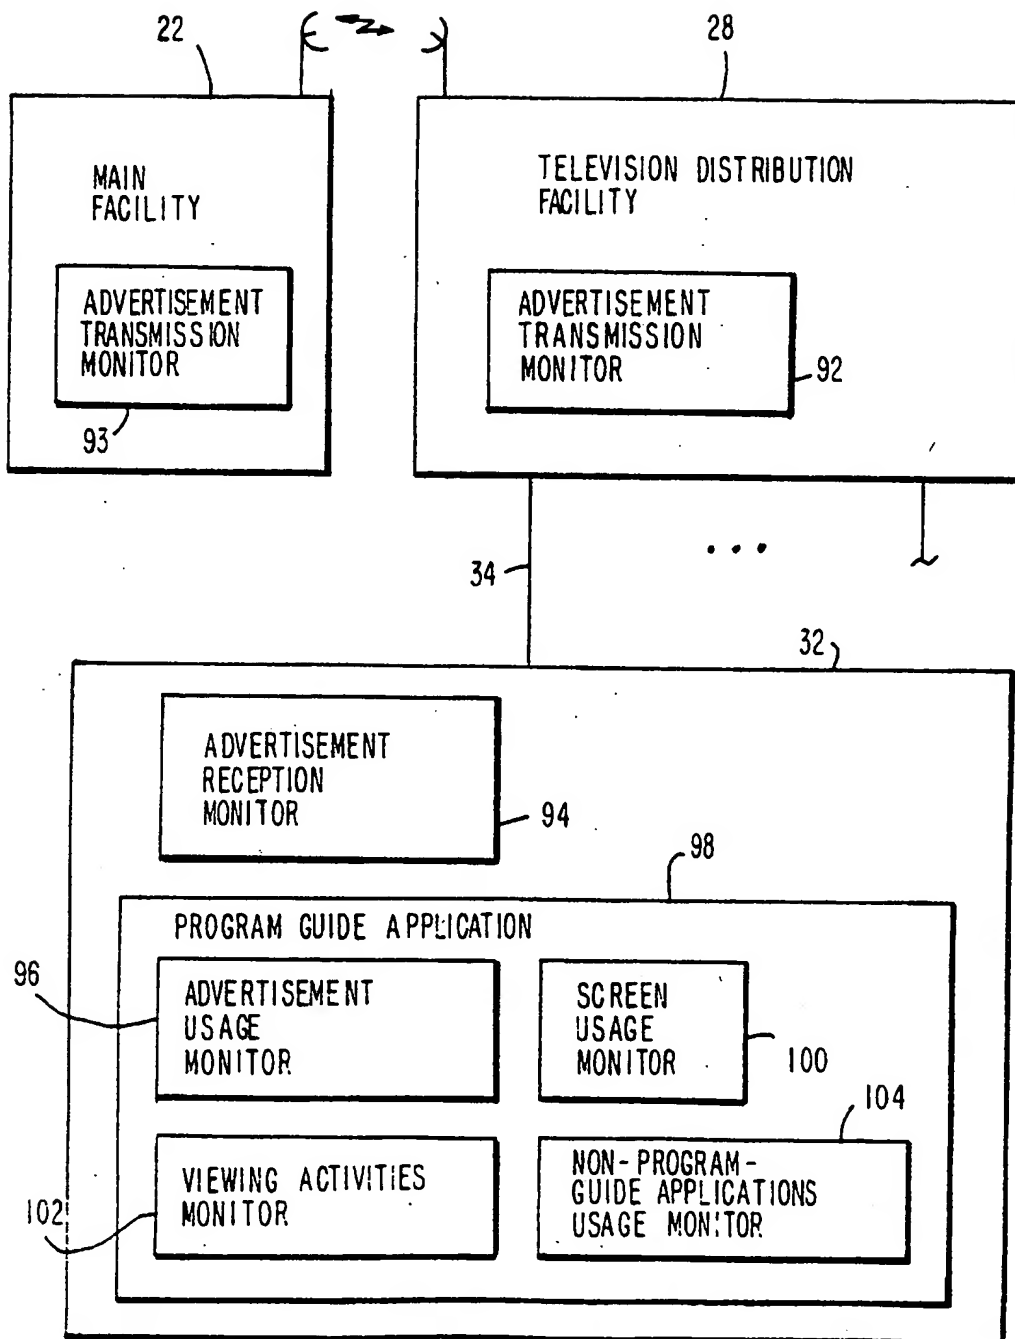 22
28
MAIN
FACILITY
TELEVISION DISTRIBUTION
FACILITY
ADVERTISEMENT
TRANSMISSION
MONITOR
93
ADVERTISEMENT
TRANSMISSION
MONITOR
92
34
...
32
ADVERTISEMENT
RECEPTION
MONITOR
94
98
PROGRAM GUIDE APPLICATION
96
ADVERTISEMENT
USAGE
MONITOR
SCREEN
USAGE
MONITOR
100
104
VIEWING ACTIVITIES
MONITOR
102
NON-PROGRAM-
GUIDE APPLICATIONS
USAGE MONITOR